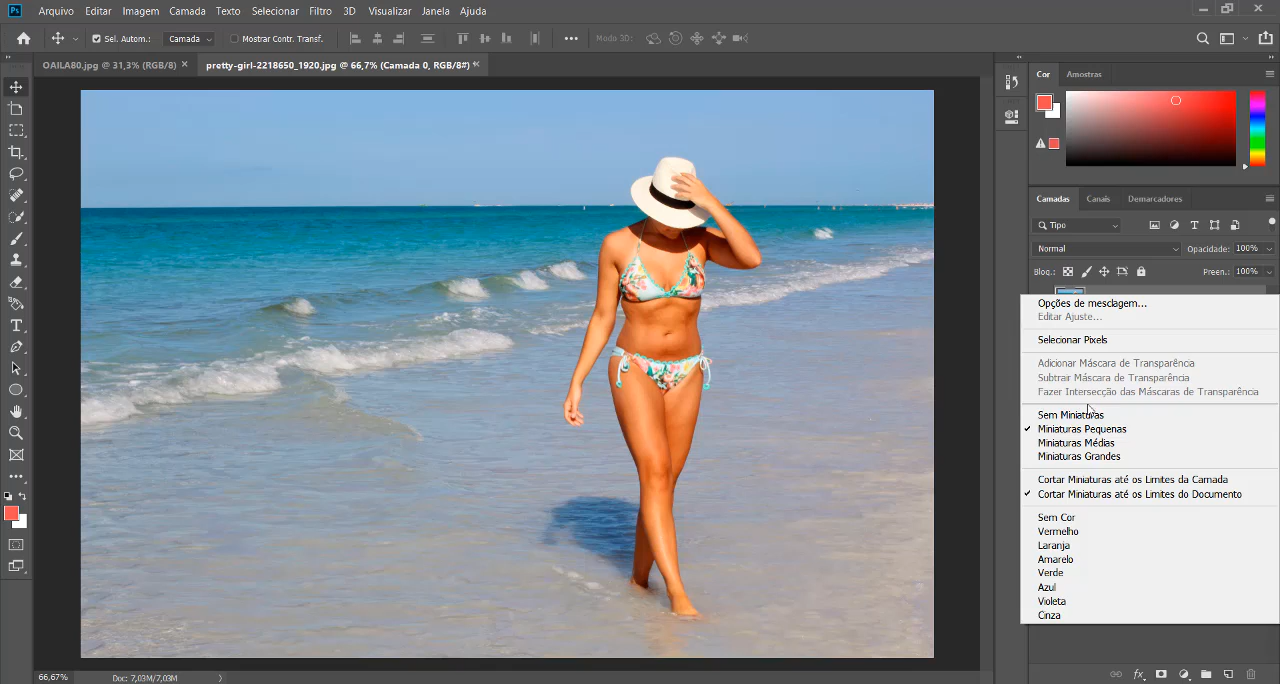 Ps Arquivo Editar Imagem Camada Texto Selecionar Filtro 3D Visualizar Janela Ajuda
Sel. Autom.: Camada Mostrar Contr. Transf. Modo 3D:
OAILA80.jpg @ 31,3% (RGB/8) pretty-girl-2218650_1920.jpg @ 66,7% (Camada 0, RGB/8#) *
Cor Amostras
Camadas Canais Demarcadores
Tipo
Normal Opacidade: 100%
Bloq.: Preen.: 100%
Opções de mesclagem...
Editar Ajuste...
Selecionar Pixels
Adicionar Máscara de Transparência
Subtrair Máscara de Transparência
Fazer Intersecção das Máscaras de Transparência
Sem Miniaturas
Miniaturas Pequenas
Miniaturas Médias
Miniaturas Grandes
Cortar Miniaturas até os Limites da Camada
Cortar Miniaturas até os Limites do Documento
Sem Cor
Vermelho
Laranja
Amarelo
Verde
Azul
Violeta
Cinza
66,67% Doc: 7,03M/7,03M